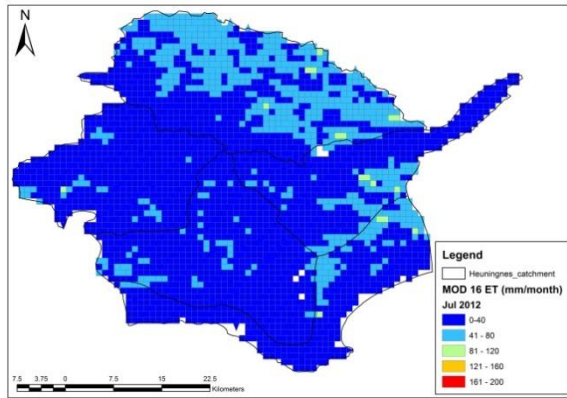 N
Legend
Heuningnes_catchment
MOD 16 ET (mm/month)
Jul 2012
0-40
41 - 80
81 - 120
121 - 160
161 - 200
7.5 3.75 0 7.5 15 22.5
Kilometers